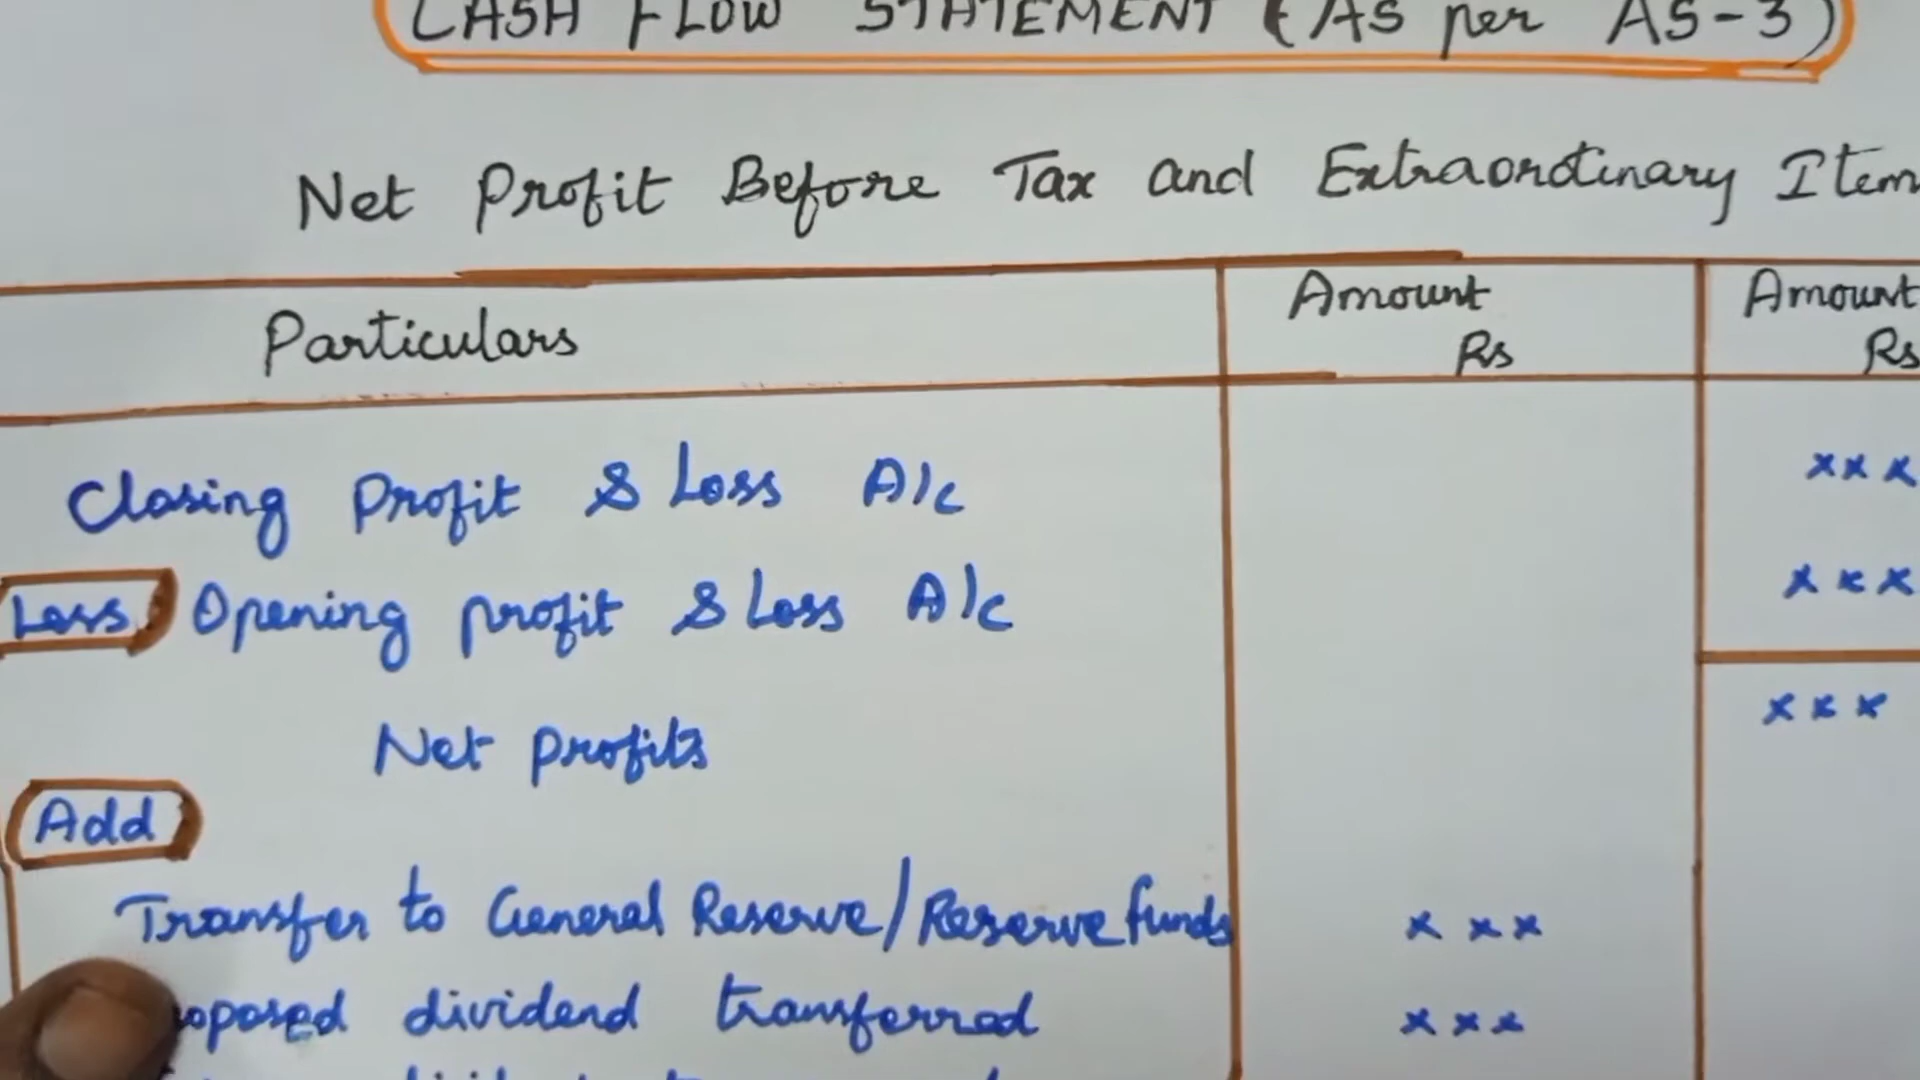 CASH FLOW STATEMENT (AS per AS-3)
Net Profit Before Tax and Extraordinary Item
Particulars Amount Rs Amount Rs
Closing Profit & Loss A/c xxx
Less Opening profit & Loss A/c xxx
Net profits xxx
Add
Transfer to General Reserve/Reserve funds xxx
oposed dividend transferred xxx